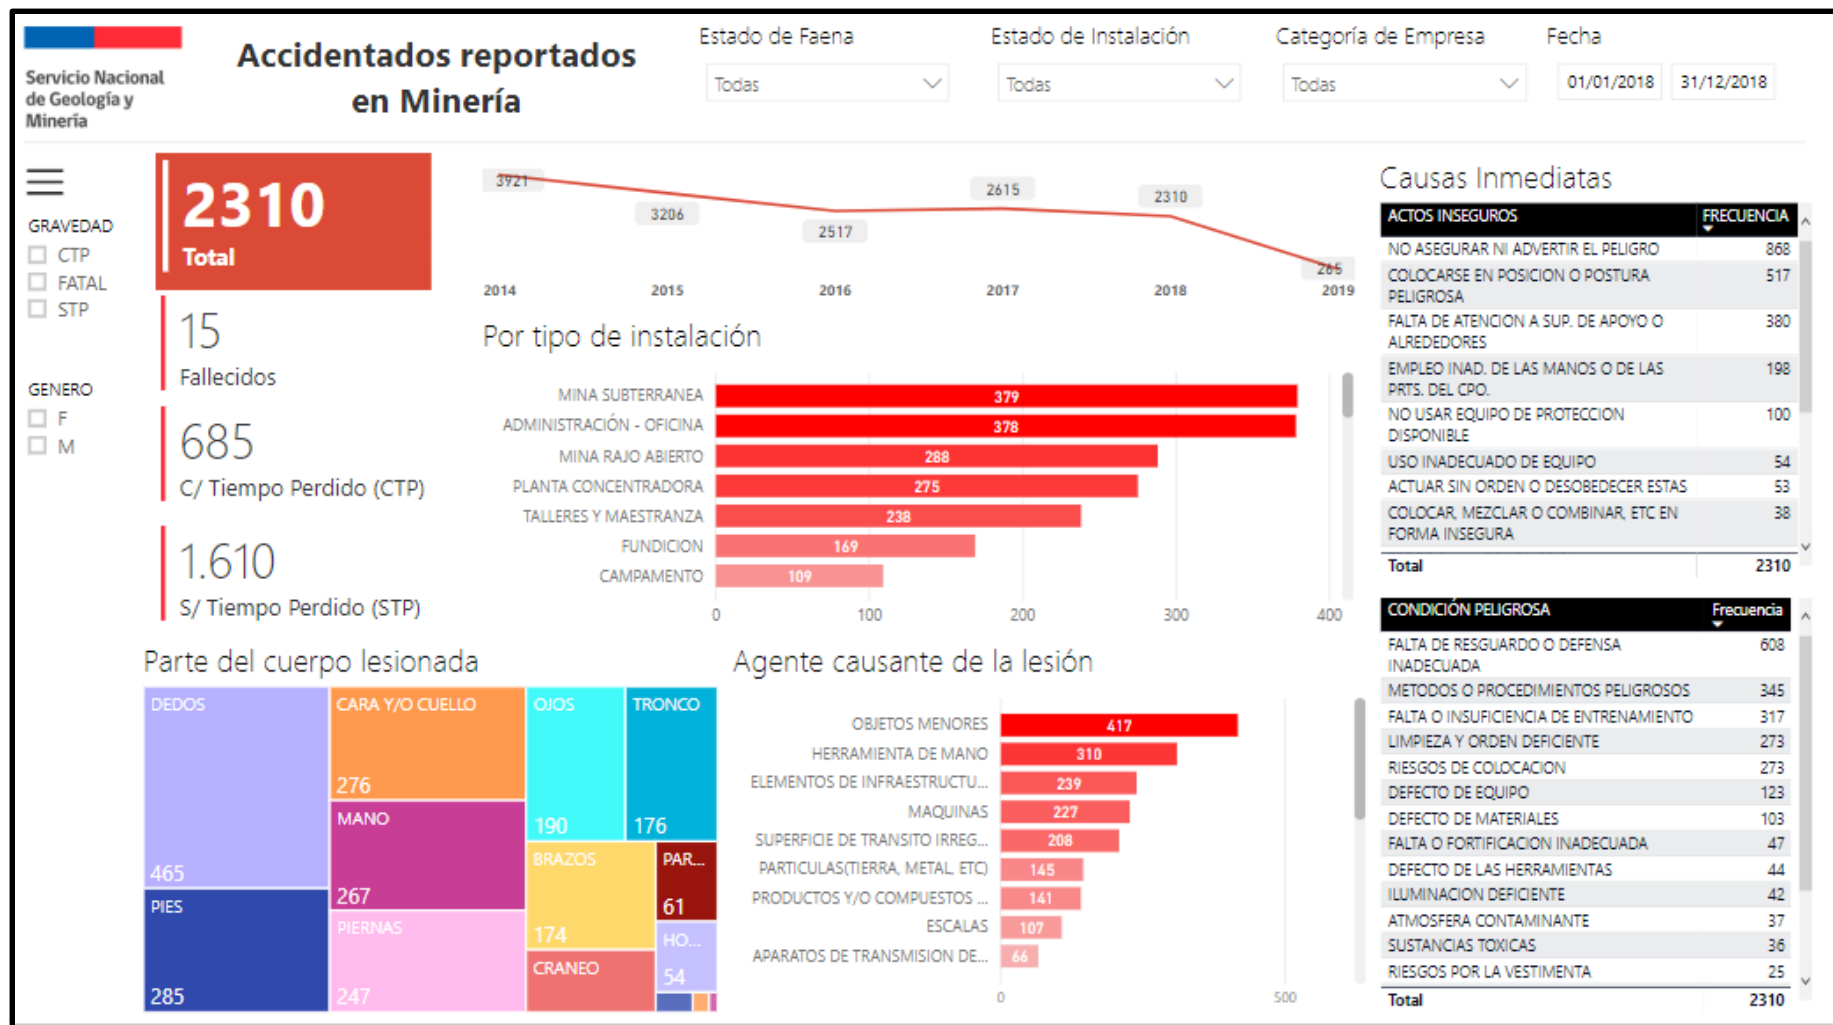 Servicio Nacional
de Geología y
Minería
Accidentados reportados
en Minería
Estado de Faena
Todas
Estado de Instalación
Todas
Categoría de Empresa
Todas
Fecha
01/01/2018 31/12/2018
GRAVEDAD
CTP
FATAL
STP
GENERO
F
M
2310
Total
15
Fallecidos
685
C/ Tiempo Perdido (CTP)
1.610
S/ Tiempo Perdido (STP)
3921
3206
2517
2615
2310
265
2014 2015 2016 2017 2018 2019
Por tipo de instalación
MINA SUBTERRANEA 379
ADMINISTRACIÓN - OFICINA 378
MINA RAJO ABIERTO 288
PLANTA CONCENTRADORA 275
TALLERES Y MAESTRANZA 238
FUNDICION 169
CAMPAMENTO 109
0 100 200 300 400
Parte del cuerpo lesionada
DEDOS
465
PIES
285
CARA Y/O CUELLO
276
MANO
267
PIERNAS
247
OJOS
190
TRONCO
176
BRAZOS
174
CRANEO
PAR...
61
HO...
54
Agente causante de la lesión
OBJETOS MENORES 417
HERRAMIENTA DE MANO 310
ELEMENTOS DE INFRAESTRUCTU... 239
MAQUINAS 227
SUPERFICIE DE TRANSITO IRREG... 208
PARTICULAS(TIERRA, METAL, ETC) 145
PRODUCTOS Y/O COMPUESTOS ... 141
ESCALAS 107
APARATOS DE TRANSMISION DE... 66
0 500
Causas Inmediatas
ACTOS INSEGUROS FRECUENCIA
NO ASEGURAR NI ADVERTIR EL PELIGRO 868
COLOCARSE EN POSICION O POSTURA 517
PELIGROSA
FALTA DE ATENCION A SUP. DE APOYO O 380
ALREDEDORES
EMPLEO INAD. DE LAS MANOS O DE LAS 198
PRTS. DEL CPO.
NO USAR EQUIPO DE PROTECCION 100
DISPONIBLE
USO INADECUADO DE EQUIPO 54
ACTUAR SIN ORDEN O DESOBEDECER ESTAS 53
COLOCAR, MEZCLAR O COMBINAR, ETC EN 38
FORMA INSEGURA
Total 2310
CONDICIÓN PELIGROSA Frecuencia
FALTA DE RESGUARDO O DEFENSA 608
INADECUADA
METODOS O PROCEDIMIENTOS PELIGROSOS 345
FALTA O INSUFICIENCIA DE ENTRENAMIENTO 317
LIMPIEZA Y ORDEN DEFICIENTE 273
RIESGOS DE COLOCACION 273
DEFECTO DE EQUIPO 123
DEFECTO DE MATERIALES 103
FALTA O FORTIFICACION INADECUADA 47
DEFECTO DE LAS HERRAMIENTAS 44
ILUMINACION DEFICIENTE 42
ATMOSFERA CONTAMINANTE 37
SUSTANCIAS TOXICAS 36
RIESGOS POR LA VESTIMENTA 25
Total 2310